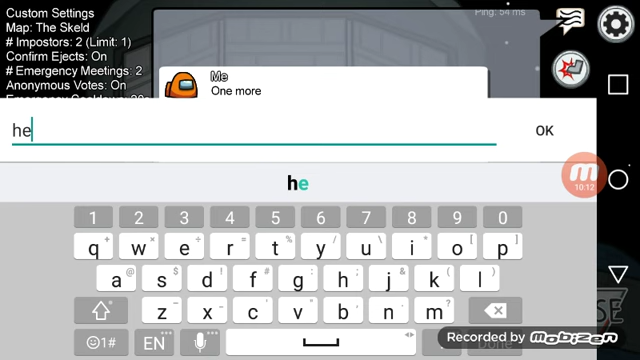 Custom Settings
Map: The Skeld
# Impostors: 2 (Limit: 1)
Confirm Ejects: On
# Emergency Meetings: 2
Anonymous Votes: On
Ping: 54 ms
Me
One more
he
OK
he
10:12
1 2 3 4 5 6 7 8 9 0
q w e r t y u i o p
a s d f g h j k l
z x c v b n m
!☺1# EN
Recorded by Mobizen
Done